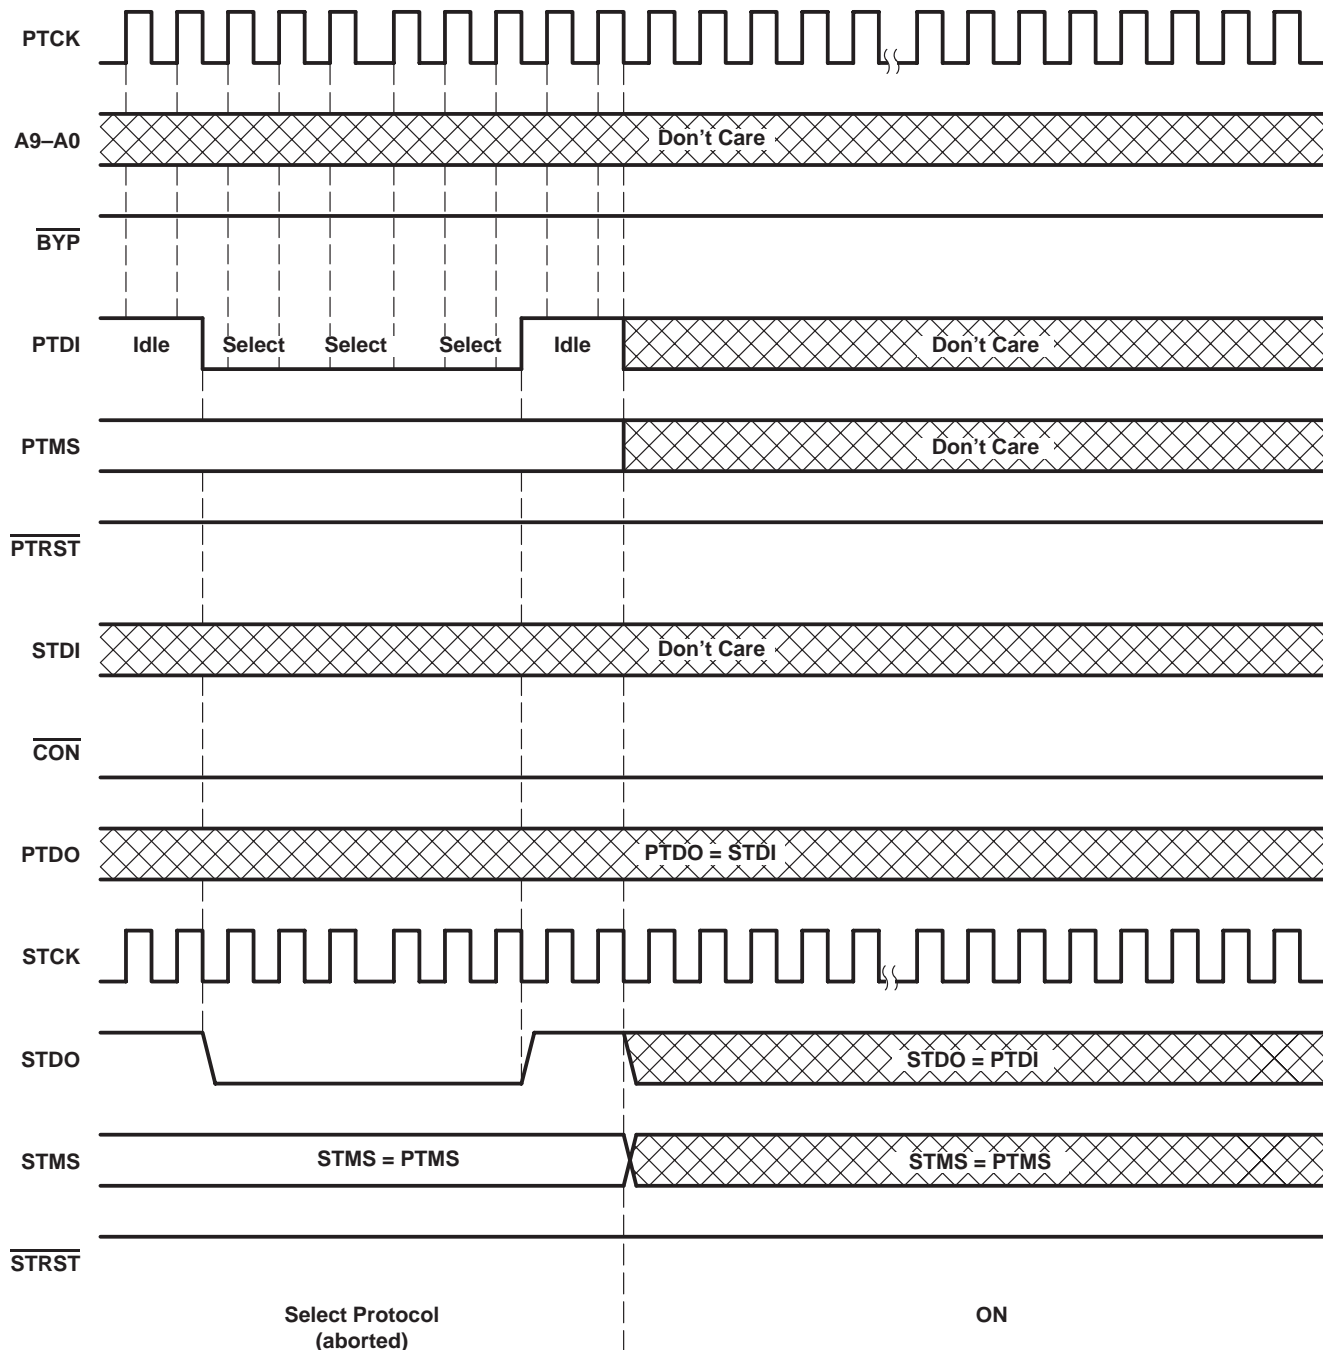 PTCK
A9–A0
Don't Care
BYP
PTDI
Idle
Select
Select
Select
Idle
Don't Care
PTMS
Don't Care
PTRST
STDI
Don't Care
CON
PTDO
PTDO = STDI
STCK
STDO
STDO = PTDI
STMS
STMS = PTMS
STMS = PTMS
STRST
Select Protocol
(aborted)
ON